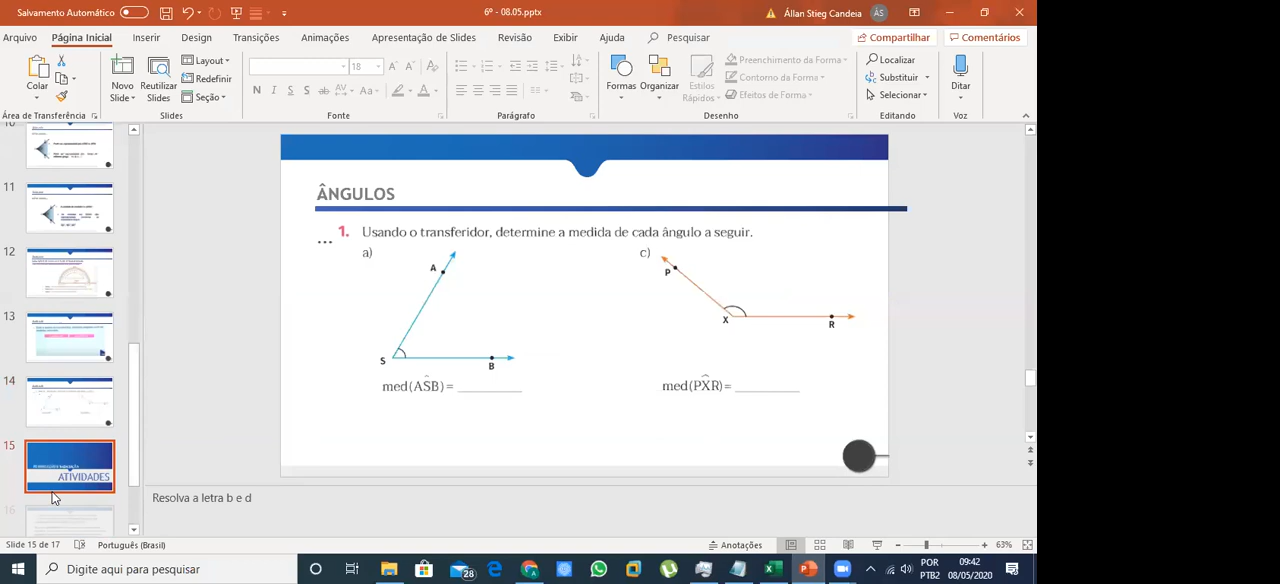 Salvamento Automático
6º - 08.05.pptx
Állan Stieg Candeia
ÁS
Arquivo
Página Inicial
Inserir
Design
Transições
Animações
Apresentação de Slides
Revisão
Exibir
Ajuda
Pesquisar
Compartilhar
Comentários
Colar
Novo
Slide
Reutilizar
Slides
Layout
Redefinir
Seção
18
N I S S ab AV Aa A
Formas
Organizar
Estilos
Rápidos
Preenchimento da Forma
Contorno da Forma
Efeitos de Forma
Localizar
Substituir
Selecionar
Ditar
Área de Transferência
Slides
Fonte
Parágrafo
Desenho
Editando
Voz
10
11
12
13
14
15
ATIVIDADES
16
ÂNGULOS
... 1. Usando o transferidor, determine a medida de cada ângulo a seguir.
a)
A
S
B
med(AŜB) = ________
c)
P
X
R
med(PX̂R) = ________
Resolva a letra b e d
Slide 15 de 17
Português (Brasil)
Anotações
63%
Digite aqui para pesquisar
28
POR
PTB2
09:42
08/05/2020